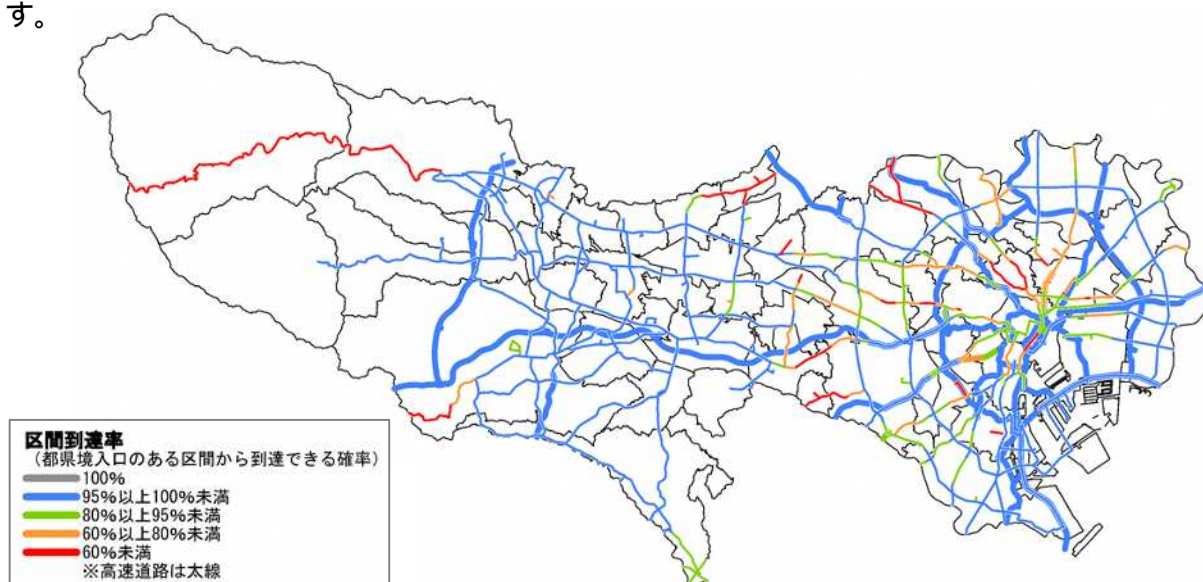 す。
区間到達率
（都県境入口のある区間から到達できる確率）
100%
95%以上100%未満
80%以上95%未満
60%以上80%未満
60%未満
※高速道路は太線